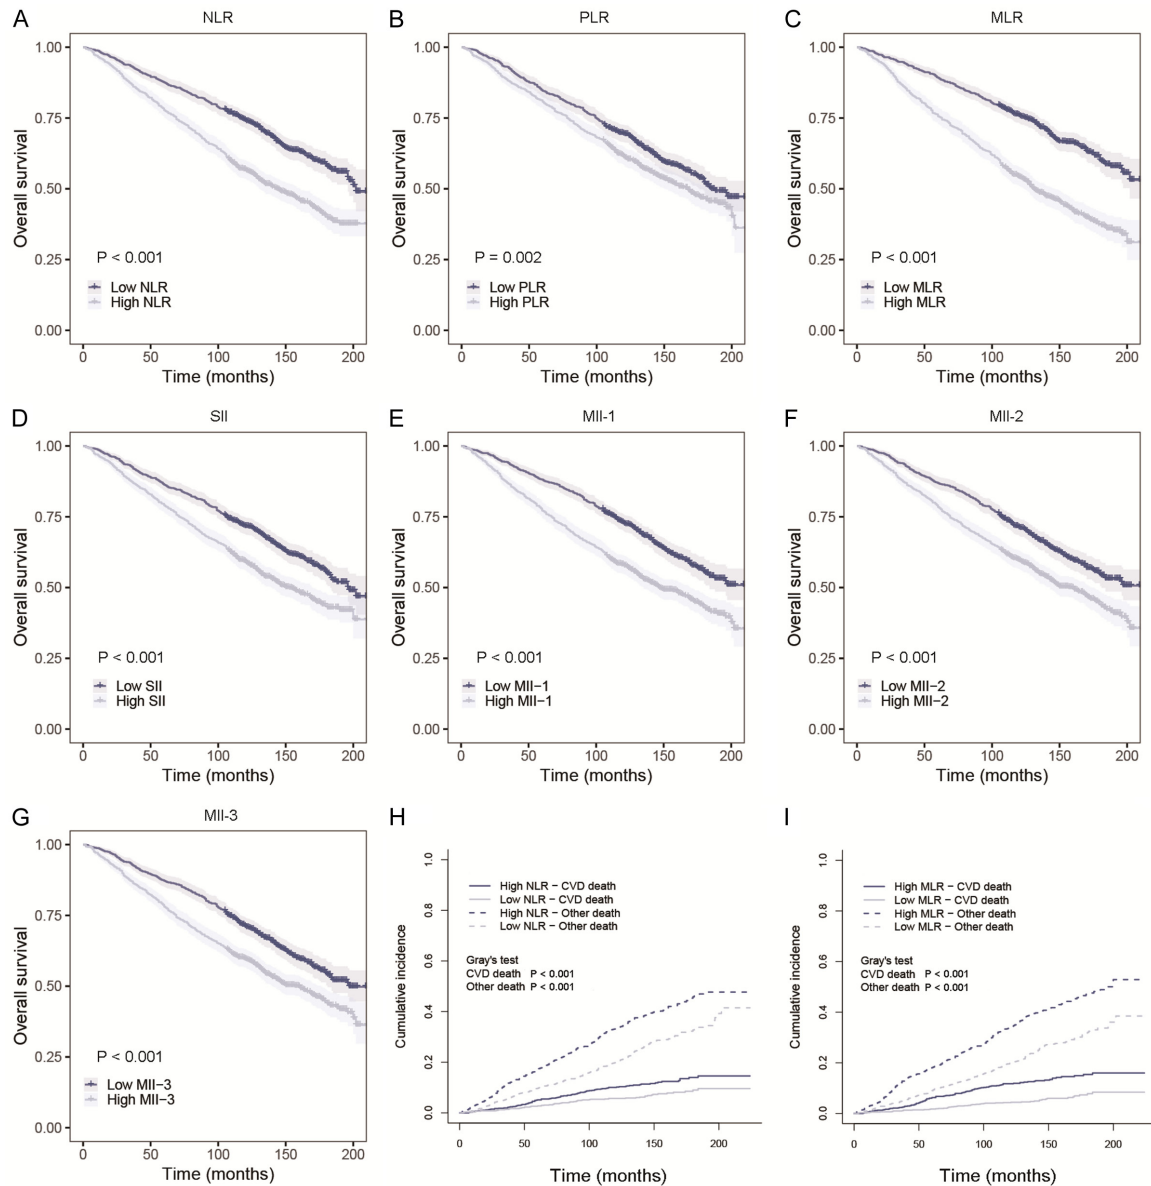 A
NLR
1.00
0.75
0.50
0.25
0.00
Overall survival
P < 0.001
Low NLR
High NLR
0 50 100 150 200
Time (months)
B
PLR
1.00
0.75
0.50
0.25
0.00
Overall survival
P = 0.002
Low PLR
High PLR
0 50 100 150 200
Time (months)
C
MLR
1.00
0.75
0.50
0.25
0.00
Overall survival
P < 0.001
Low MLR
High MLR
0 50 100 150 200
Time (months)
D
SII
1.00
0.75
0.50
0.25
0.00
Overall survival
P < 0.001
Low SII
High SII
0 50 100 150 200
Time (months)
E
MII-1
1.00
0.75
0.50
0.25
0.00
Overall survival
P < 0.001
Low MII−1
High MII−1
0 50 100 150 200
Time (months)
F
MII-2
1.00
0.75
0.50
0.25
0.00
Overall survival
P < 0.001
Low MII−2
High MII−2
0 50 100 150 200
Time (months)
G
MII-3
1.00
0.75
0.50
0.25
0.00
Overall survival
P < 0.001
Low MII−3
High MII−3
0 50 100 150 200
Time (months)
H
1.0
0.8
0.6
0.4
0.2
0.0
Cumulative incidence
High NLR − CVD death
Low NLR − CVD death
High NLR − Other death
Low NLR − Other death
Gray's test
CVD death P < 0.001
Other death P < 0.001
0 50 100 150 200
Time (months)
I
1.0
0.8
0.6
0.4
0.2
0.0
Cumulative incidence
High MLR − CVD death
Low MLR − CVD death
High MLR − Other death
Low MLR − Other death
Gray's test
CVD death P < 0.001
Other death P < 0.001
0 50 100 150 200
Time (months)